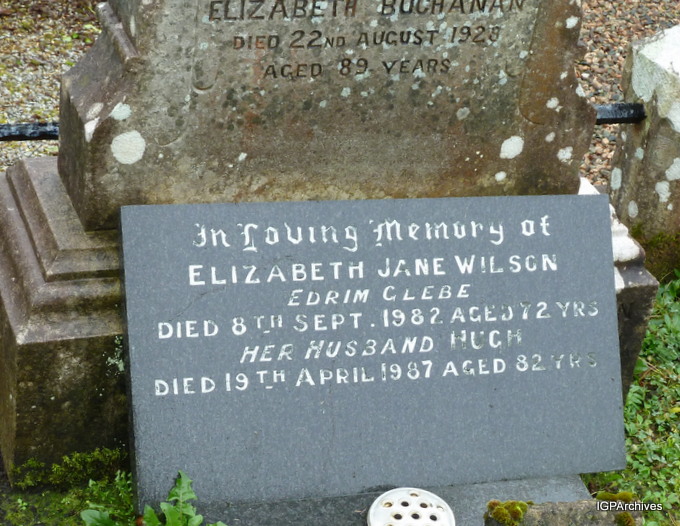 ELIZABETH BUCHANAN
DIED 22ND AUGUST 1928
AGED 89 YEARS
In Loving Memory of
ELIZABETH JANE WILSON
EDRIM GLEBE
DIED 8TH SEPT. 1982 AGED 72 YRS
HER HUSBAND HUGH
DIED 19TH APRIL 1987 AGED 82 YRS
IGPArchives